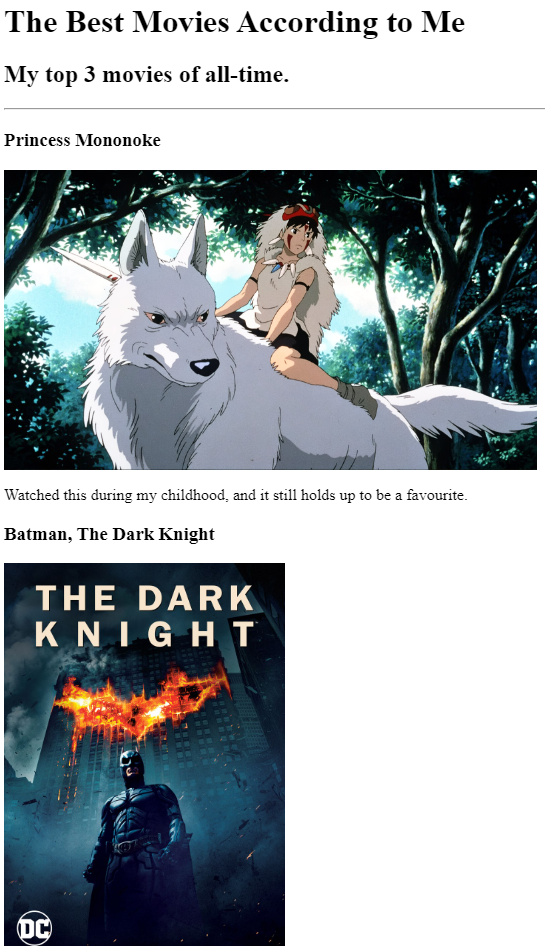 The Best Movies According to Me
My top 3 movies of all-time.
Princess Mononoke
Watched this during my childhood, and it still holds up to be a favourite.
Batman, The Dark Knight
THE DARK
KNIGHT
DC